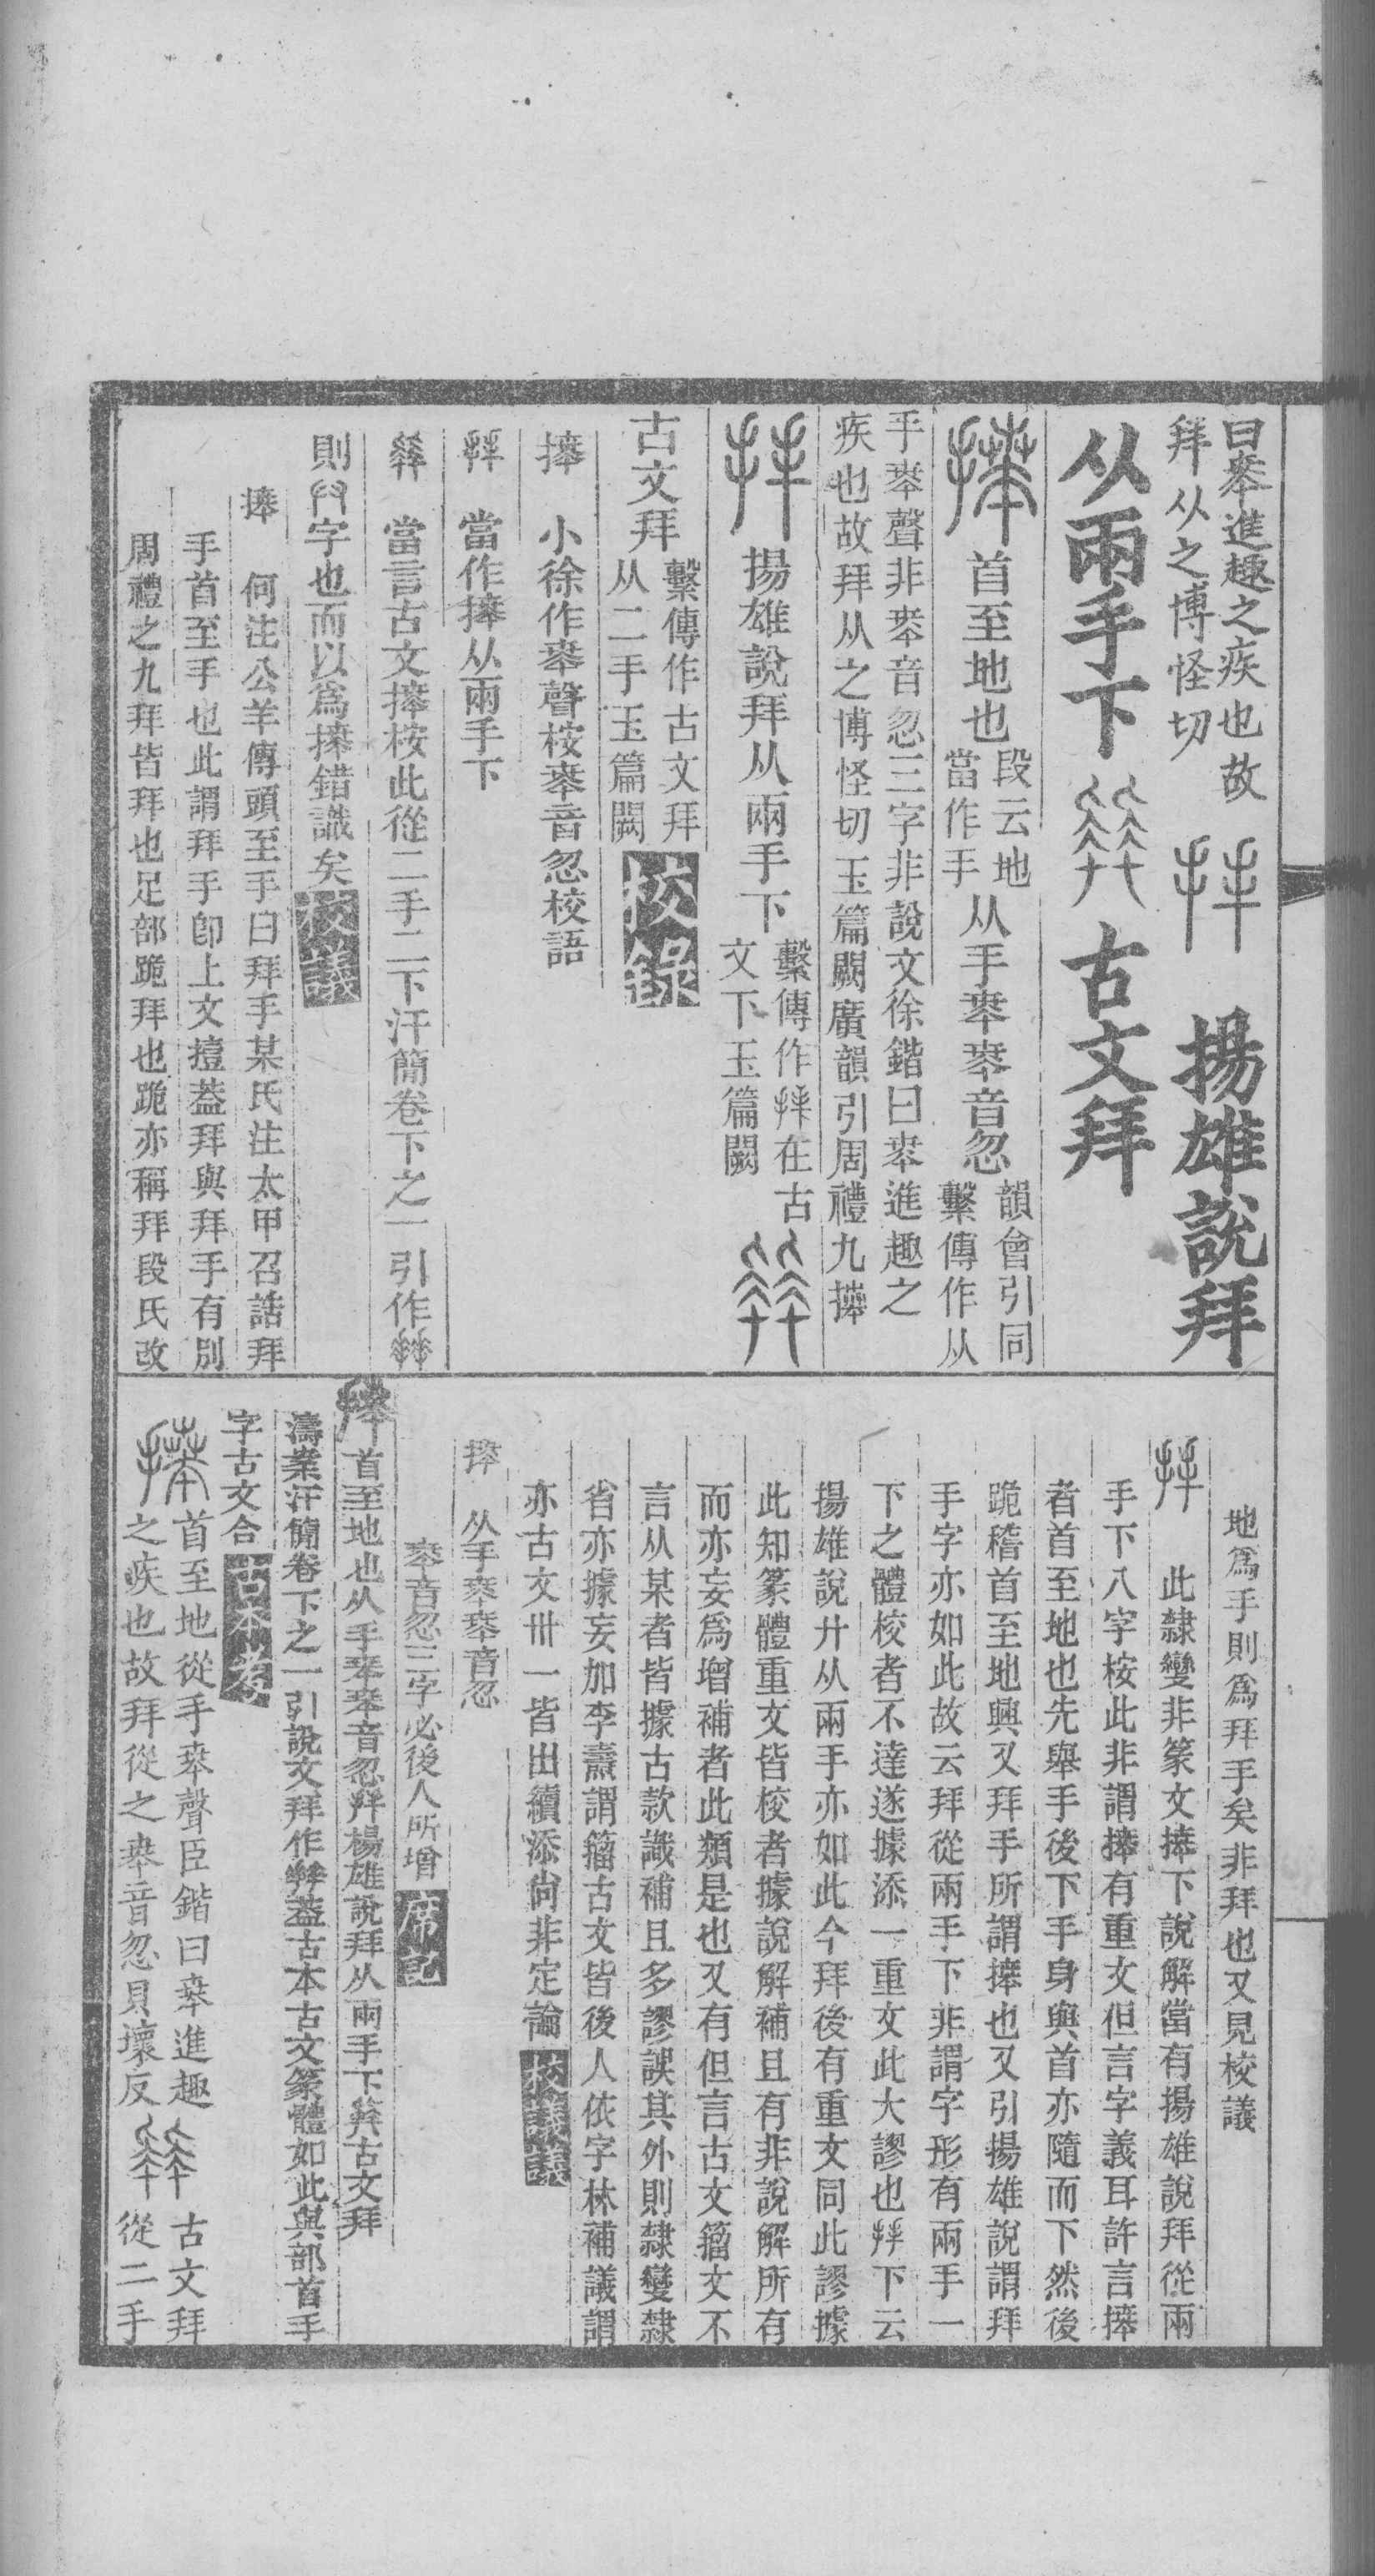 曰𠦪進趣之疾也故
拜从之博怪切
𢫶 揚雄說拜
从兩手下 𠬻 古文拜
𢷎 首至地也 段云地
當作手 从手𠦪𠦪音忽 韻會引同
繫傳作从
手𠦪聲非𠦪音忽三字非說文徐鍇曰𠦪進趣之
疾也故拜从之博怪切玉篇闕廣韻引周禮九𢷎
𢫶 揚雄說拜从兩手下 繫傳作𢫶在古
文下玉篇闕
古文拜 繫傳作古文拜
从二手玉篇闕 校錄
𢷎 小徐作𠦪聲桉𠦪音忽校語
𢫶 當作𢷎从兩手下
當言古文𢷎桉此從二手二下汗簡卷下之一引作
則字也而以爲𢷎錯識矣 校議
𢷎 何注公羊傳頭至手曰拜手某氏注太甲召誥拜
手首至手也此謂拜手卽上文撎蓋拜與拜手有別
周禮之九拜皆拜也足部跪拜也跪亦稱拜段氏改
地爲手則爲拜手矣非拜也又見校議
𢫶 此隸變非篆文𢷎下說解當有揚雄說拜從兩
手下八字桉此非謂𢷎有重文但言字義耳許言𢷎
者首至地也先舉手後下手身與首亦隨而下然後
跪稽首至地興又拜手所謂𢷎也又引揚雄說謂拜
手字亦如此故云拜從兩手下非謂字形有兩手一
下之體校者不達遂據添一重文此大謬也𢫶下云
揚雄說廾从兩手亦如此今拜後有重文同此謬據
此知篆體重文皆校者據說解補且有非說解所有
而亦妄爲增補者此類是也又有但言古文籒文不
言从某者皆據古款識補且多謬誤其外則隸變隸
省亦據妄加李燾謂籒古文皆後人依字林補議謂
亦古文卌一皆出續添尙非定論 校議議
𢷎 从手𠦪𠦪音忽
𠦪音忽三字必後人所增 席記
𢷎首至地也从手𠦪𠦪音忽𢫶楊雄說拜从兩手下古文拜
濤案汗簡卷下之一引說文拜作蓋古本古文篆體如此與部首手
字古文合 古本考
𢷎 首至地從手𠦪聲臣鍇曰𠦪進趣
之疾也故拜從之𠦪音忽貝壞反
古文拜
從二手